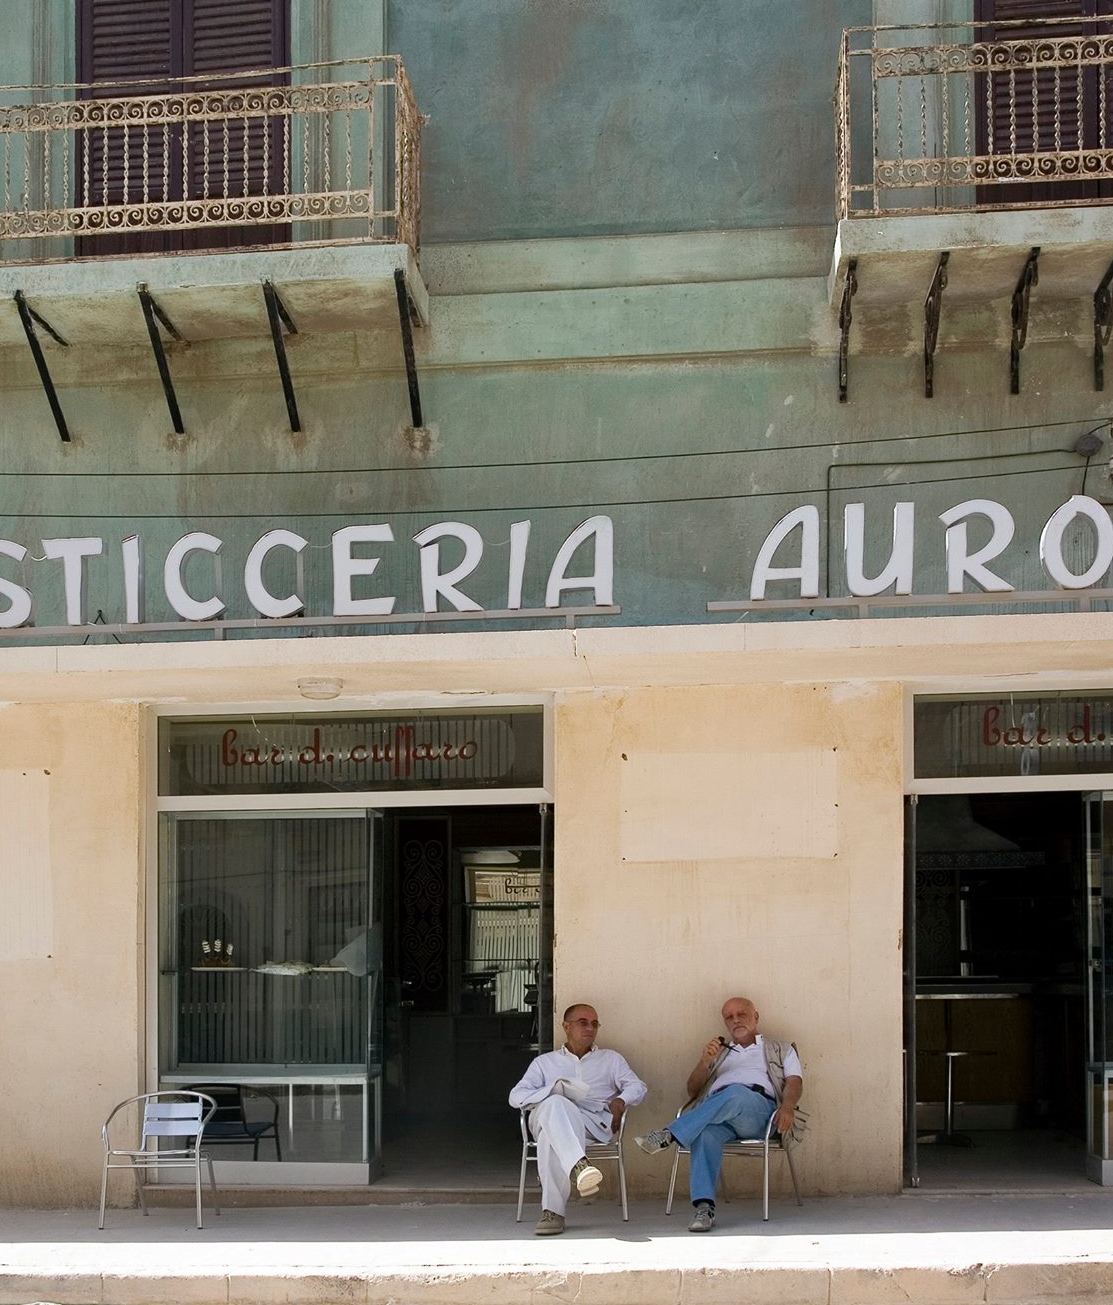 STICCERIA AURO
bar d. cuffaro
bar d.